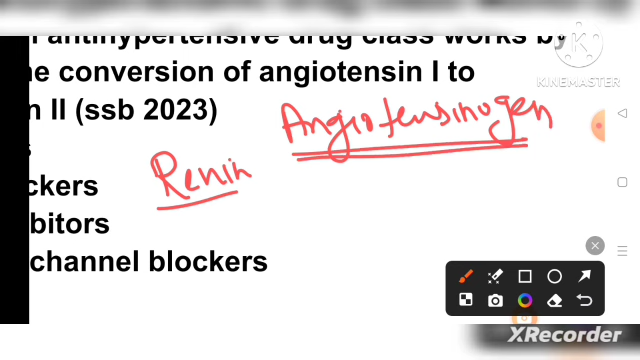 antihypertensive drug class works by
KINEMASTER
ne conversion of angiotensin I to
n II (ssb 2023)
Angiotensinogen
s
Renin
ckers
bitors
channel blockers
XRecorder